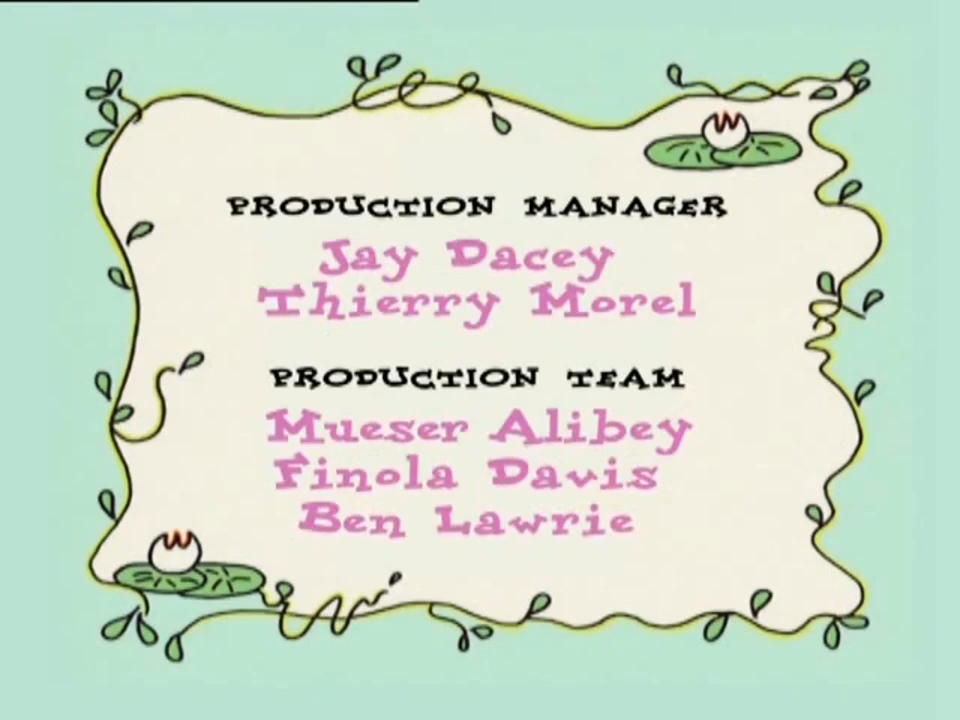 PRODUCTION MANAGER
Jay Dacey
Thierry Morel
PRODUCTION TEAM
Mueser Alibey
Finola Davis
Ben Lawrie